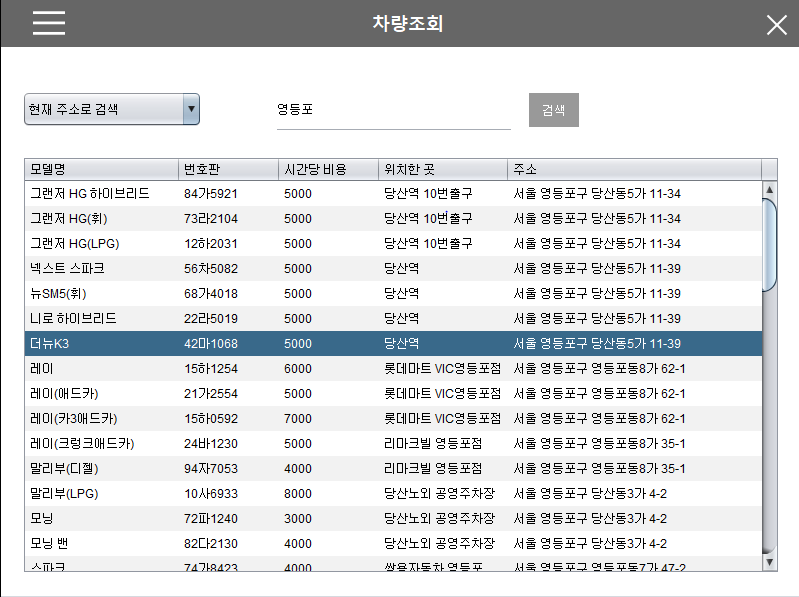 차량조회
현재 주소로 검색 영등포 검색
모델명 번호판 시간당 비용 위치한 곳 주소
그랜저 HG 하이브리드 84가5921 5000 당산역 10번출구 서울 영등포구 당산동5가 11-34
그랜저 HG(휘) 73라2104 5000 당산역 10번출구 서울 영등포구 당산동5가 11-34
그랜저 HG(LPG) 12하2031 5000 당산역 10번출구 서울 영등포구 당산동5가 11-34
넥스트 스파크 56차5082 5000 당산역 서울 영등포구 당산동5가 11-39
뉴SM5(휘) 68가4018 5000 당산역 서울 영등포구 당산동5가 11-39
니로 하이브리드 22라5019 5000 당산역 서울 영등포구 당산동5가 11-39
더뉴K3 42마1068 5000 당산역 서울 영등포구 당산동5가 11-39
레이 15하1254 6000 롯데마트 VIC영등포점 서울 영등포구 영등포동8가 62-1
레이(애드카) 21가2554 5000 롯데마트 VIC영등포점 서울 영등포구 영등포동8가 62-1
레이(카3애드카) 15하0592 7000 롯데마트 VIC영등포점 서울 영등포구 영등포동8가 62-1
레이(크렁크애드카) 24바1230 5000 리마크빌 영등포점 서울 영등포구 영등포동8가 35-1
말리부(디젤) 94자7053 4000 리마크빌 영등포점 서울 영등포구 영등포동8가 35-1
말리부(LPG) 10사6933 8000 당산노외 공영주차장 서울 영등포구 당산동3가 4-2
모닝 72파1240 3000 당산노외 공영주차장 서울 영등포구 당산동3가 4-2
모닝 밴 82다2130 4000 당산노외 공영주차장 서울 영등포구 당산동3가 4-2
스파크 74가8423 4000 쌍용자동차 영등포 서울 영등포구 영등포동7가 47-2